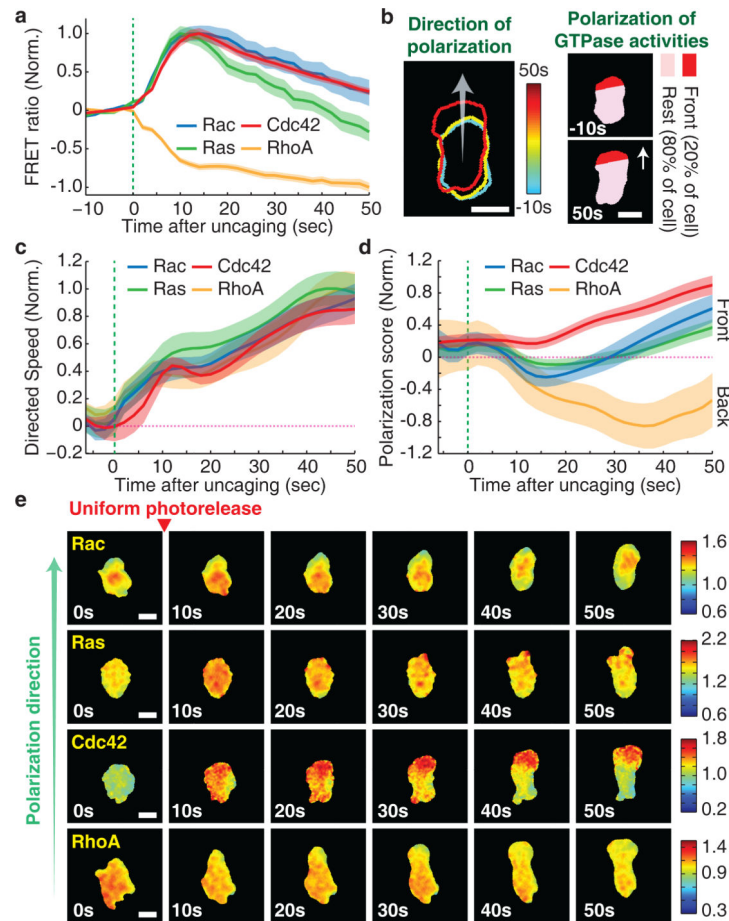 a
FRET ratio (Norm.)
1.0
0.5
0
-0.5
-1.0
Rac
Cdc42
Ras
RhoA
−10
0
10
20
30
40
50
Time after uncaging (sec)
b
Direction of
polarization
50s
-10s
Polarization of
GTPase activities
-10s
50s
Front (20% of cell)
Rest (80% of cell)
c
Directed Speed (Norm.)
1.2
1.0
0.8
0.6
0.4
0.2
0
−0.2
Rac
Cdc42
Ras
RhoA
0
10
20
30
40
50
Time after uncaging (sec)
d
Polarization score (Norm.)
1.2
0.8
0.4
0
-0.4
-0.8
-1.2
Rac
Cdc42
Ras
RhoA
Front
Back
0
10
20
30
40
50
Time after uncaging (sec)
e
Uniform photorelease
Polarization direction
Rac
0s
10s
20s
30s
40s
50s
1.6
1.0
0.6
Ras
0s
10s
20s
30s
40s
50s
2.2
1.6
0.6
Cdc42
0s
10s
20s
30s
40s
50s
1.8
1.0
0.2
RhoA
0s
10s
20s
30s
40s
50s
1.4
0.9
0.3